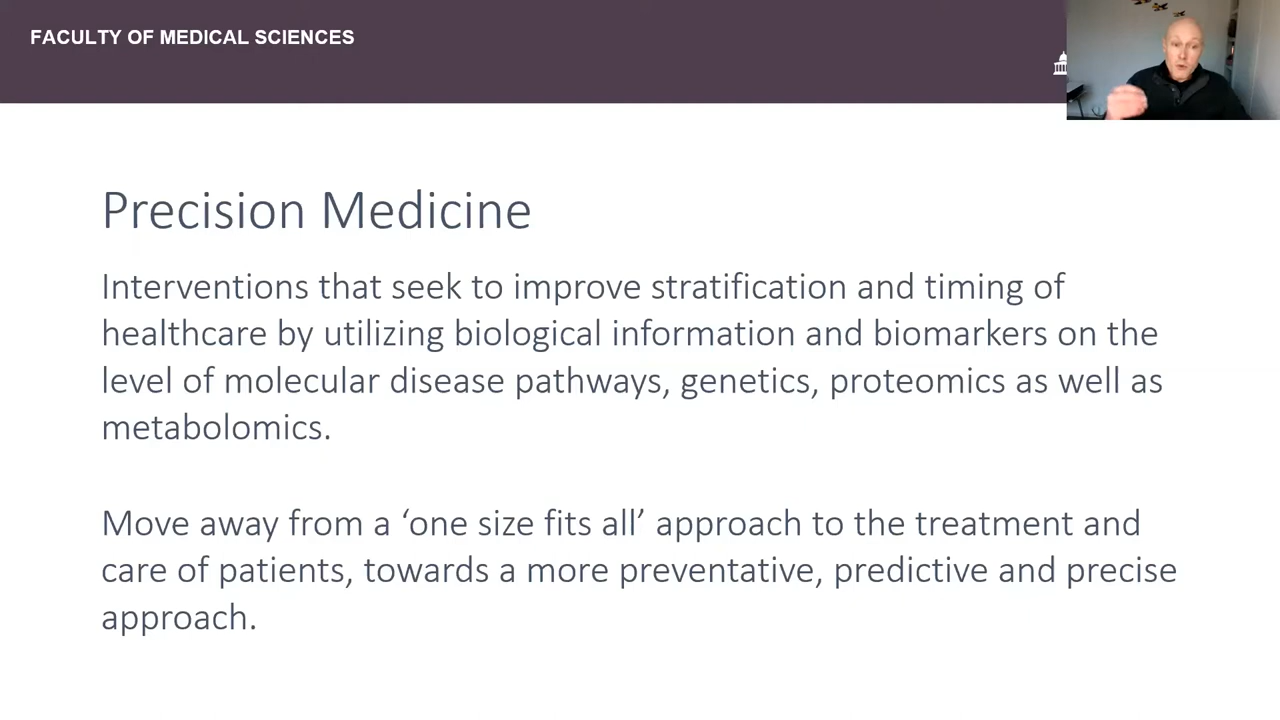 FACULTY OF MEDICAL SCIENCES
Precision Medicine
Interventions that seek to improve stratification and timing of
healthcare by utilizing biological information and biomarkers on the
level of molecular disease pathways, genetics, proteomics as well as
metabolomics.
Move away from a ‘one size fits all’ approach to the treatment and
care of patients, towards a more preventative, predictive and precise
approach.